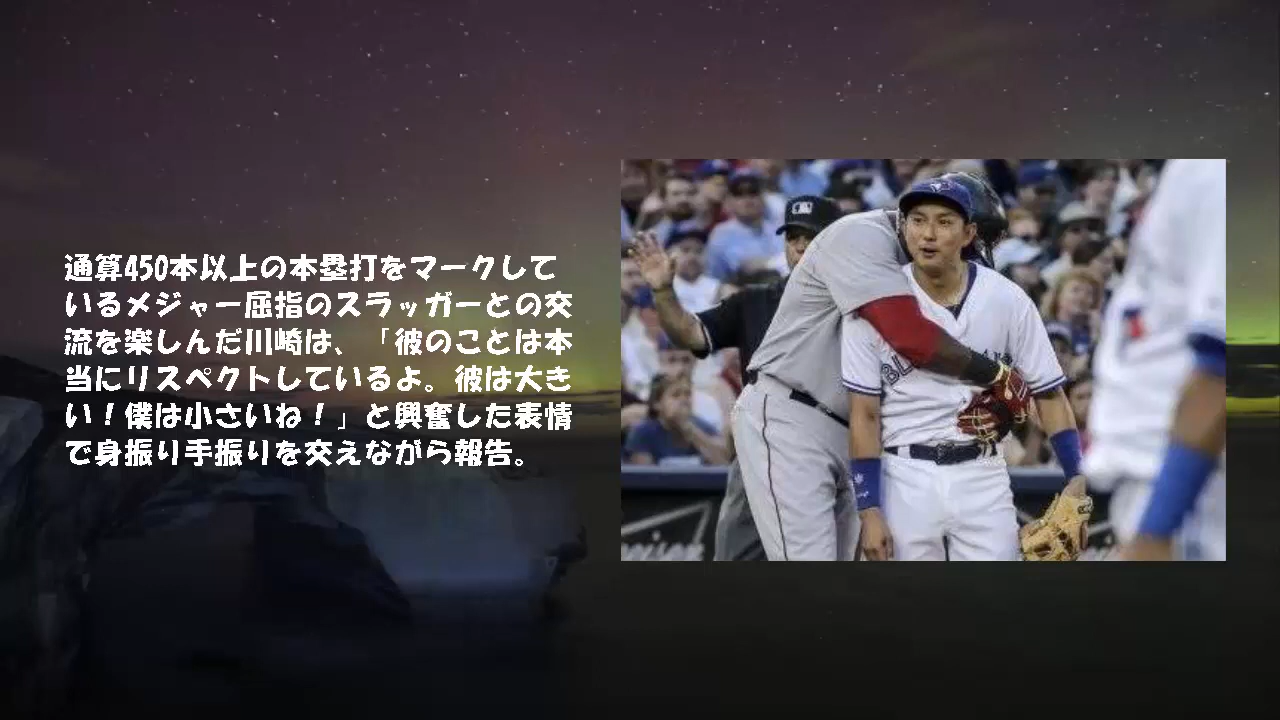 通算450本以上の本塁打をマークして
いるメジャー屈指のスラッガーとの交
流を楽しんだ川崎は、「彼のことは本
当にリスペクトしているよ。彼は大き
い！僕は小さいね！」と興奮した表情
で身振り手振りを交えながら報告。